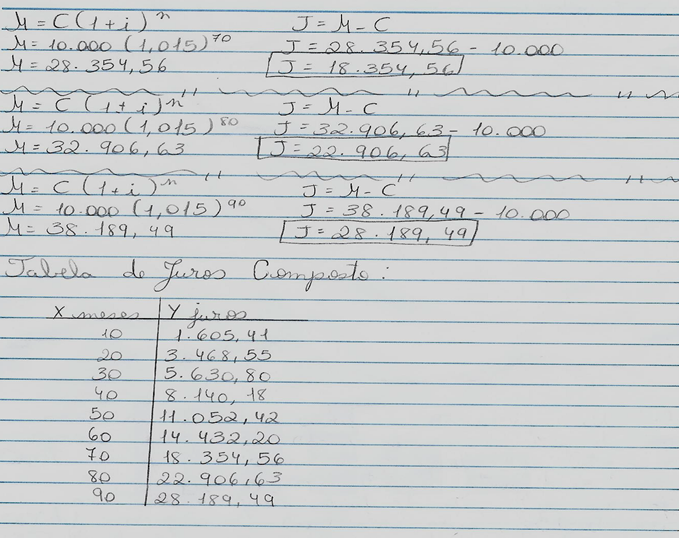 M = C (1+i)^n J = M - C
M = 10.000 (1,015)^70 J = 28.354,56 - 10.000
M = 28.354,56 J = 18.354,56
M = C (1+i)^n J = M - C
M = 10.000 (1,015)^80 J = 32.906,63 - 10.000
M = 32.906,63 J = 22.906,63
M = C (1+i)^n J = M - C
M = 10.000 (1,015)^90 J = 38.189,49 - 10.000
M = 38.189,49 J = 28.189,49
Tabela de Juros Composto:
X meses Y juros
10 1.605,41
20 3.468,55
30 5.630,80
40 8.140,18
50 11.052,42
60 14.432,20
70 18.354,56
80 22.906,63
90 28.189,49